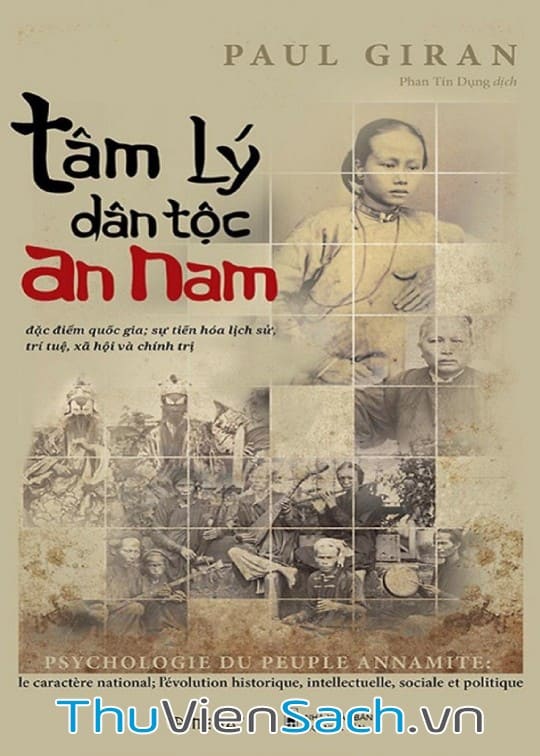 PAUL GIRAN
Phan Tín Dụng dịch
tâm lý
dân tộc
an nam
đặc điểm quốc gia; sự tiến hóa lịch sử,
trí tuệ, xã hội và chính trị
PSYCHOLOGIE DU PEUPLE ANNAMITE:
le caractère national; l'évolution historique, intellectuelle, sociale et politique
ThuVienSach.vn